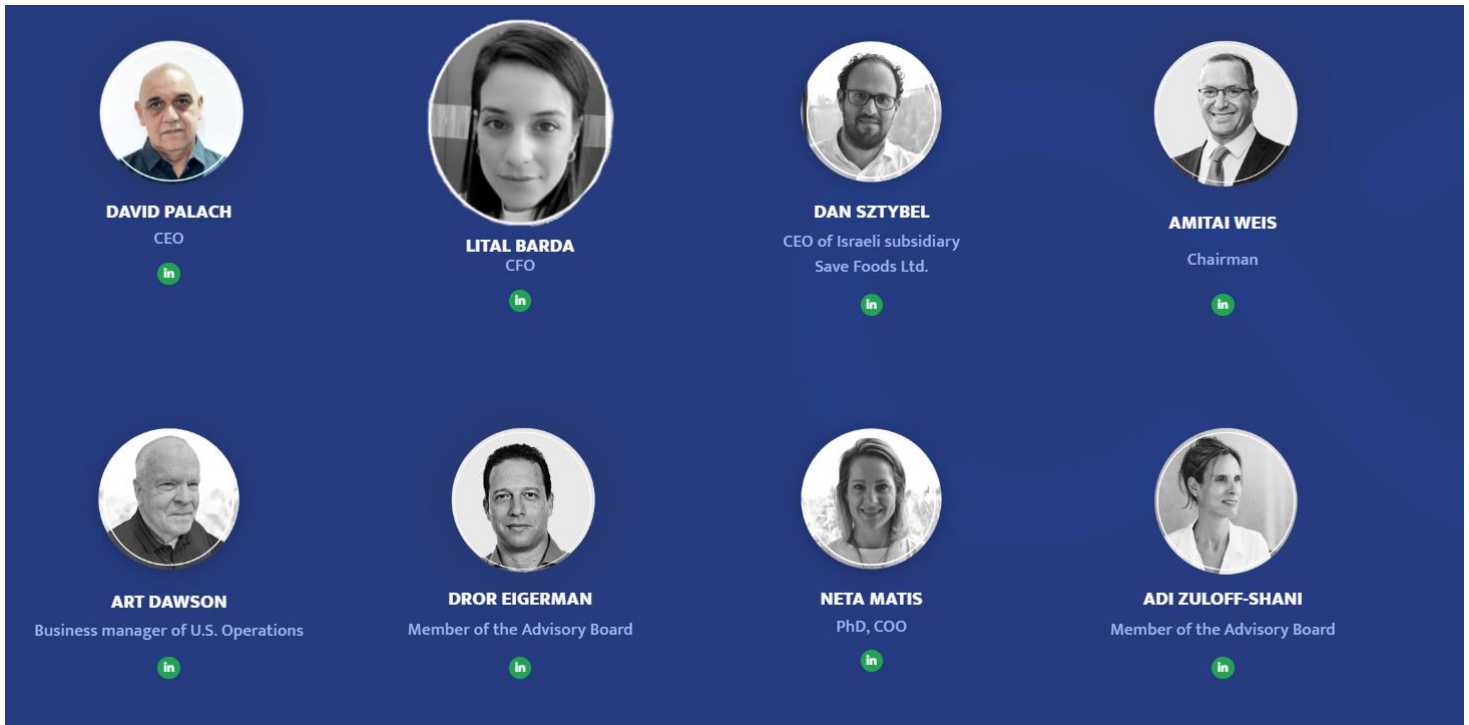 DAVID PALACH
CEO
in
LITAL BARDA
CFO
in
DAN SZTYBEL
CEO of Israeli subsidiary
Save Foods Ltd.
in
AMITAI WEIS
Chairman
in
ART DAWSON
Business manager of U.S. Operations
in
DROR EIGERMAN
Member of the Advisory Board
in
NETA MATIS
PhD, COO
in
ADI ZULOFF-SHANI
Member of the Advisory Board
in